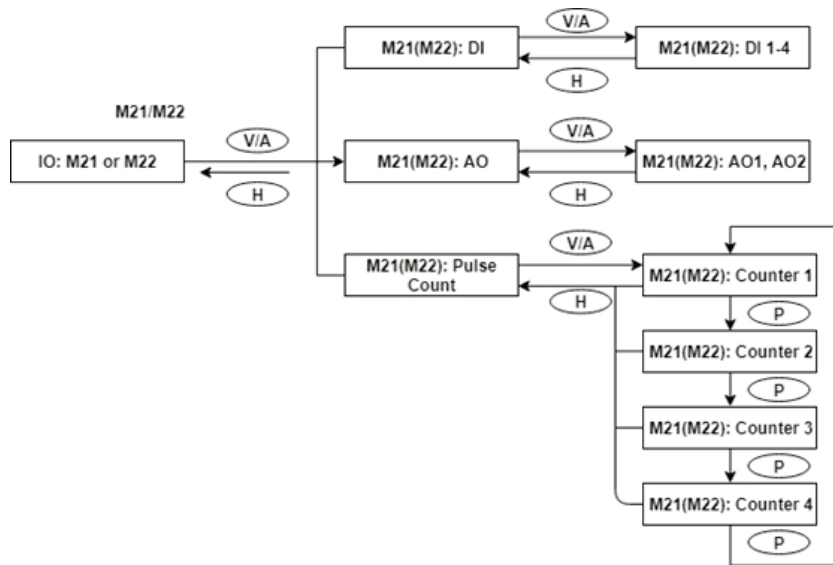 V/A
M21(M22): DI
M21(M22): DI 1-4
H
M21/M22
V/A
V/A
IO: M21 or M22
M21(M22): AO
M21(M22): AO1, AO2
H
H
V/A
M21(M22): Pulse
Count
M21(M22): Counter 1
H
P
M21(M22): Counter 2
P
M21(M22): Counter 3
P
M21(M22): Counter 4
P